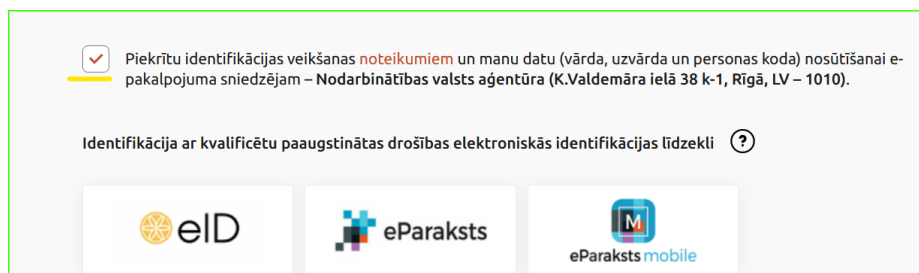 Piekrītu identifikācijas veikšanas noteikumiem un manu datu (vārda, uzvārda un personas koda) nosūtīšanai e-
pakalpojuma sniedzējam – Nodarbinātības valsts aģentūra (K.Valdemāra ielā 38 k-1, Rīgā, LV – 1010).
Identifikācija ar kvalificētu paaugstinātas drošības elektroniskās identifikācijas līdzekli ?
eID
eParaksts
M
eParaksts mobile